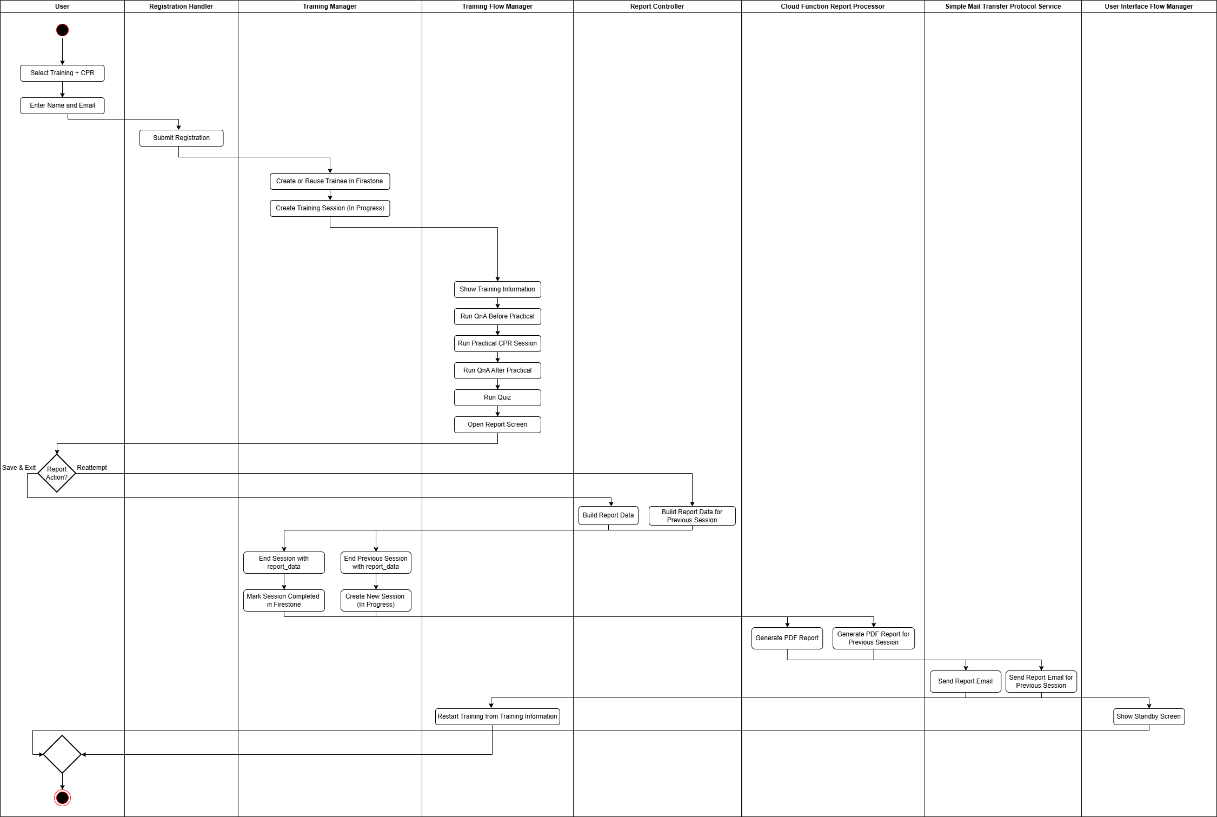 User
Registration Handler
Training Manager
Training Flow Manager
Report Controller
Cloud Function Report Processor
Simple Mail Transfer Protocol Service
User Interface Flow Manager
Select Training + CPR
Enter Name and Email
Submit Registration
Create or Reuse Trainee in Firestone
Create Training Session (In Progress)
Show Training Information
Run QnA Before Practical
Run Practical CPR Session
Run QnA After Practical
Run Quiz
Open Report Screen
Save & Exit
Report
Action?
Reattempt
Build Report Data
Build Report Data for
Previous Session
End Session with
report_data
End Previous Session
with report_data
Mark Session Completed
in Firestone
Create New Session
(In Progress)
Generate PDF Report
Generate PDF Report for
Previous Session
Send Report Email
Send Report Email for
Previous Session
Restart Training from Training Information
Show Standby Screen